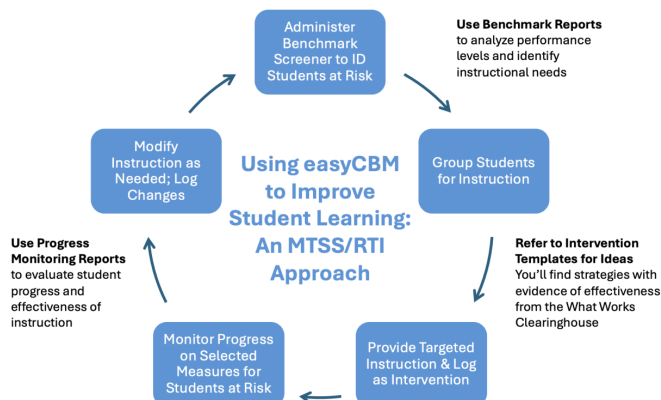 Administer
Benchmark
Screener to ID
Students at Risk
Use Benchmark Reports
to analyze performance
levels and identify
instructional needs
Group Students
for Instruction
Refer to Intervention
Templates for Ideas
You'll find strategies with
evidence of effectiveness
from the What Works
Clearinghouse
Provide Targeted
Instruction & Log
as Intervention
Monitor Progress
on Selected
Measures for
Students at Risk
Use Progress
Monitoring Reports
to evaluate student
progress and
effectiveness of
instruction
Modify
Instruction as
Needed; Log
Changes
Using easyCBM
to Improve
Student Learning:
An MTSS/RTI
Approach